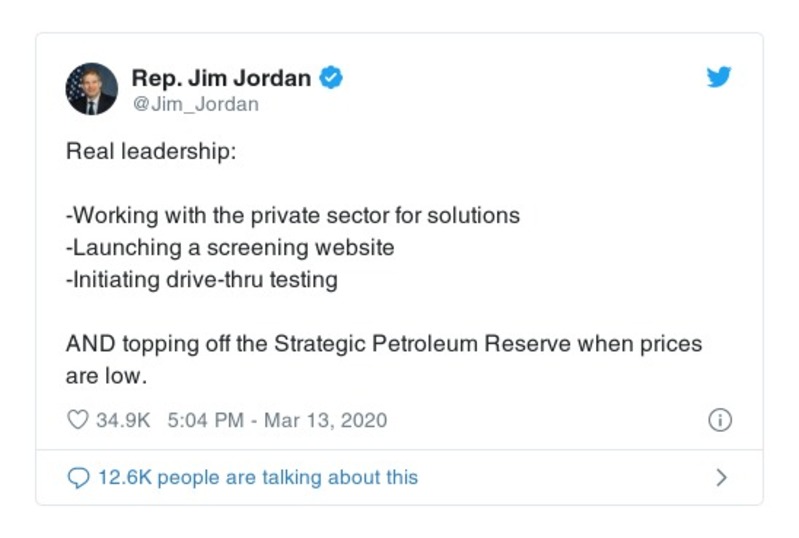 Rep. Jim Jordan
@Jim_Jordan
Real leadership:
-Working with the private sector for solutions
-Launching a screening website
-Initiating drive-thru testing
AND topping off the Strategic Petroleum Reserve when prices
are low.
34.9K 5:04 PM - Mar 13, 2020
12.6K people are talking about this